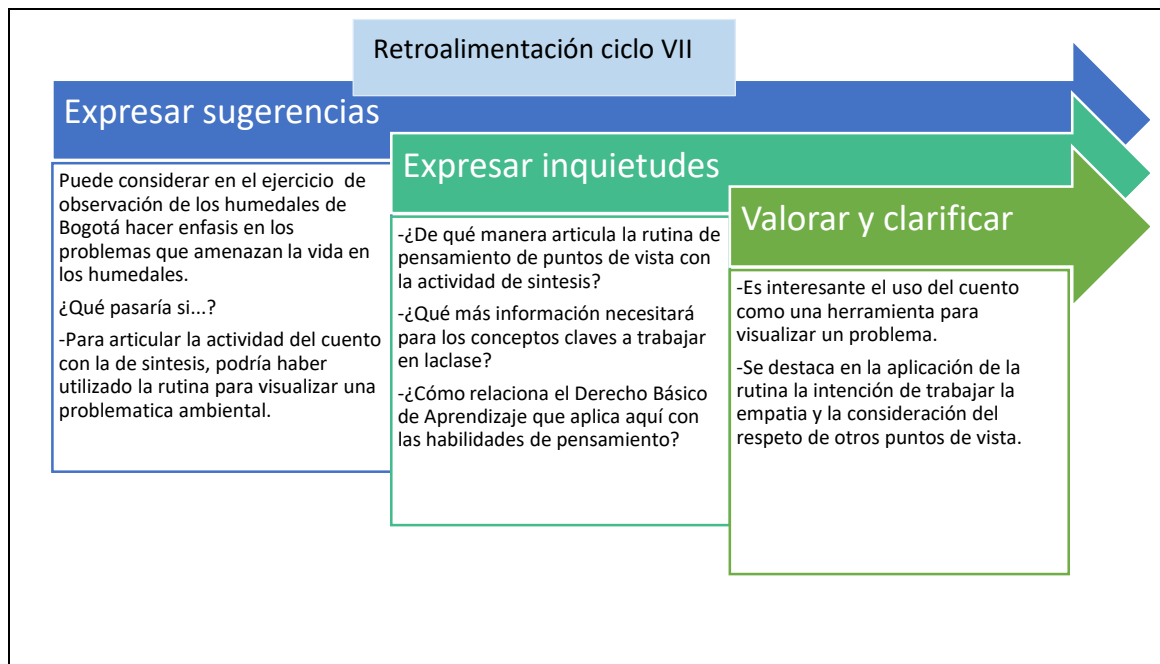 Retroalimentación ciclo VII
Expresar sugerencias
Puede considerar en el ejercicio de
observación de los humedales de
Bogotá hacer enfasis en los
problemas que amenazan la vida en
los humedales.
¿Qué pasaría si...?
-Para articular la actividad del cuento
con la de sintesis, podría haber
utilizado la rutina para visualizar una
problematica ambiental.
Expresar inquietudes
-¿De qué manera articula la rutina de
pensamiento de puntos de vista con
la actividad de sintesis?
-¿Qué más información necesitará
para los conceptos claves a trabajar
en laclase?
-¿Cómo relaciona el Derecho Básico
de Aprendizaje que aplica aquí con
las habilidades de pensamiento?
Valorar y clarificar
-Es interesante el uso del cuento
como una herramienta para
visualizar un problema.
-Se destaca en la aplicación de la
rutina la intención de trabajar la
empatia y la consideración del
respeto de otros puntos de vista.